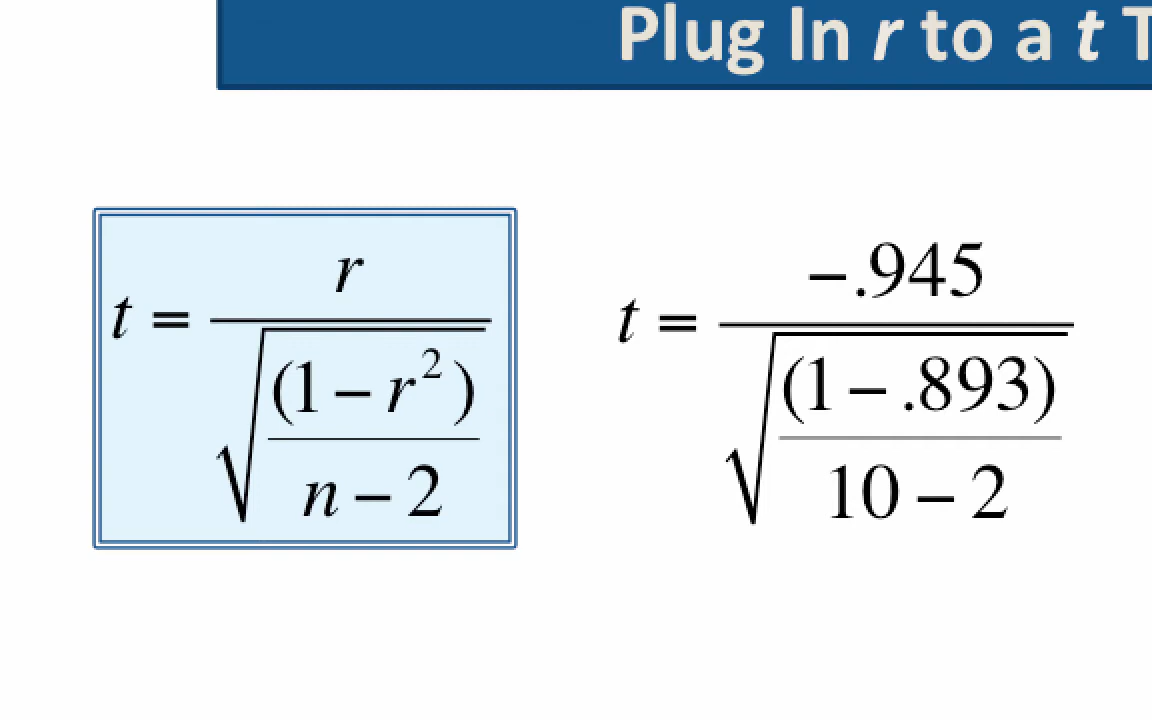 Plug In r to a t T
t = r / √((1 − r²) / (n − 2))
t = −.945 / √((1 − .893) / (10 − 2))